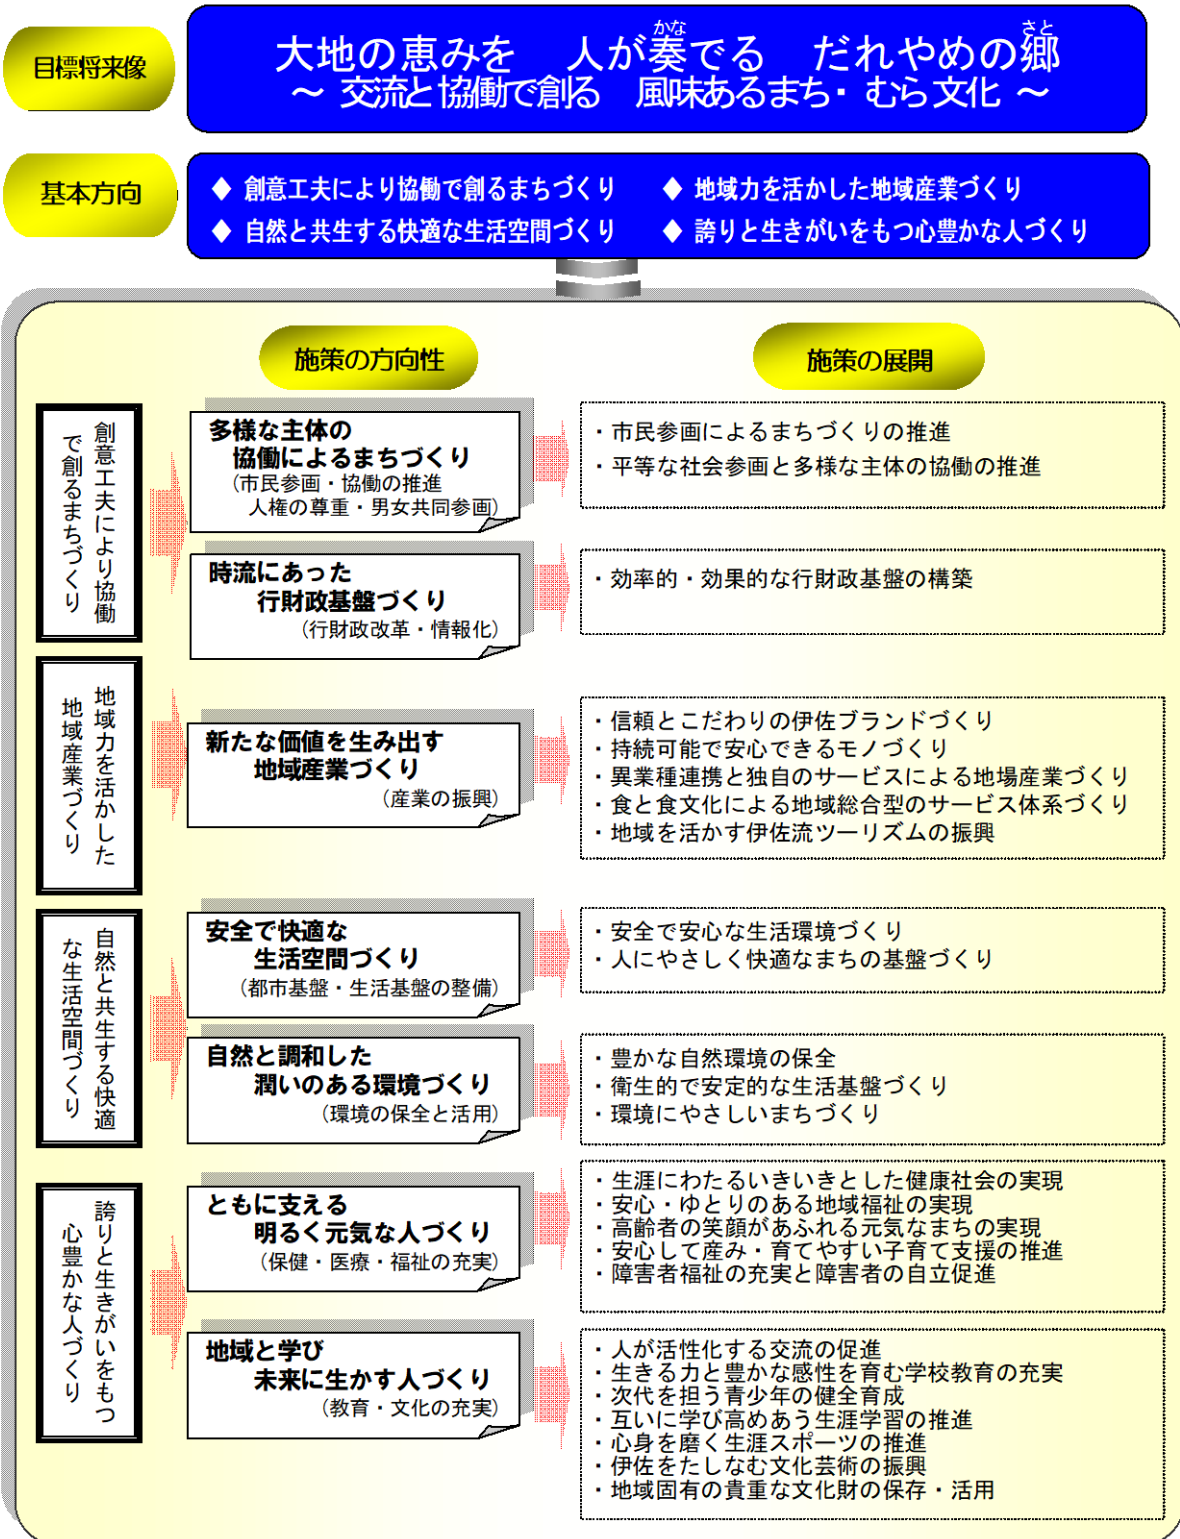 目標将来像
大地の恵みを　人が奏でる　だれやめの郷
かな
さと
～ 交流と協働で創る　風味あるまち・むら文化 ～
基本方向
◆ 創意工夫により協働で創るまちづくり　◆ 地域力を活かした地域産業づくり
◆ 自然と共生する快適な生活空間づくり　◆ 誇りと生きがいをもつ心豊かな人づくり
施策の方向性
施策の展開
創意工夫により協働
で創るまちづくり
多様な主体の
協働によるまちづくり
（市民参画・協働の推進
人権の尊重・男女共同参画）
・市民参画によるまちづくりの推進
・平等な社会参画と多様な主体の協働の推進
時流にあった
行財政基盤づくり
（行財政改革・情報化）
・効率的・効果的な行財政基盤の構築
地域力を活かした
地域産業づくり
新たな価値を生み出す
地域産業づくり
（産業の振興）
・信頼とこだわりの伊佐ブランドづくり
・持続可能で安心できるモノづくり
・異業種連携と独自のサービスによる地場産業づくり
・食と食文化による地域総合型のサービス体系づくり
・地域を活かす伊佐流ツーリズムの振興
自然と共生する快適
な生活空間づくり
安全で快適な
生活空間づくり
（都市基盤・生活基盤の整備）
・安全で安心な生活環境づくり
・人にやさしく快適なまちの基盤づくり
自然と調和した
潤いのある環境づくり
（環境の保全と活用）
・豊かな自然環境の保全
・衛生的で安定的な生活基盤づくり
・環境にやさしいまちづくり
誇りと生きがいをもつ
心豊かな人づくり
ともに支える
明るく元気な人づくり
（保健・医療・福祉の充実）
・生涯にわたるいきいきとした健康社会の実現
・安心・ゆとりのある地域福祉の実現
・高齢者の笑顔があふれる元気なまちの実現
・安心して産み・育てやすい子育て支援の推進
・障害者福祉の充実と障害者の自立促進
地域と学び
未来に生かす人づくり
（教育・文化の充実）
・人が活性化する交流の促進
・生きる力と豊かな感性を育む学校教育の充実
・次代を担う青少年の健全育成
・互いに学び高めあう生涯学習の推進
・心身を磨く生涯スポーツの推進
・伊佐をたしなむ文化芸術の振興
・地域固有の貴重な文化財の保存・活用